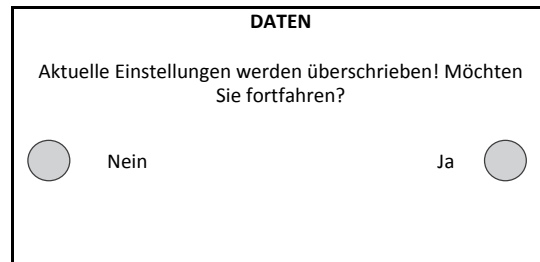 DATEN
Aktuelle Einstellungen werden überschrieben! Möchten
Sie fortfahren?
Nein Ja